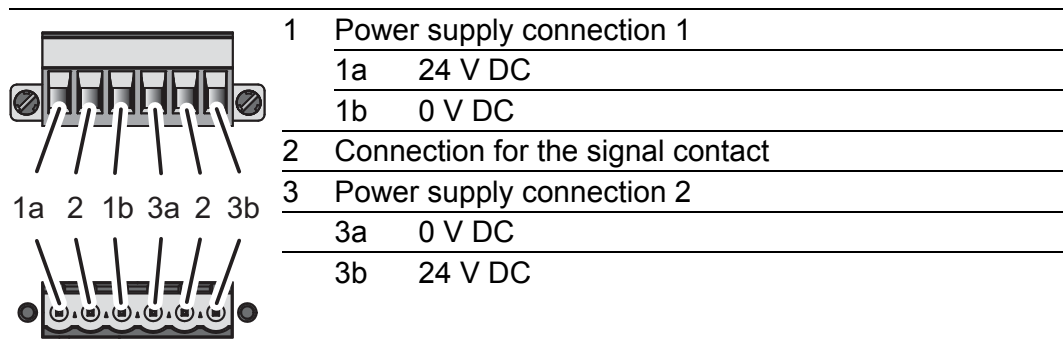 1 Power supply connection 1
1a 24 V DC
1b 0 V DC
2 Connection for the signal contact
3 Power supply connection 2
3a 0 V DC
3b 24 V DC
1a 2 1b 3a 2 3b